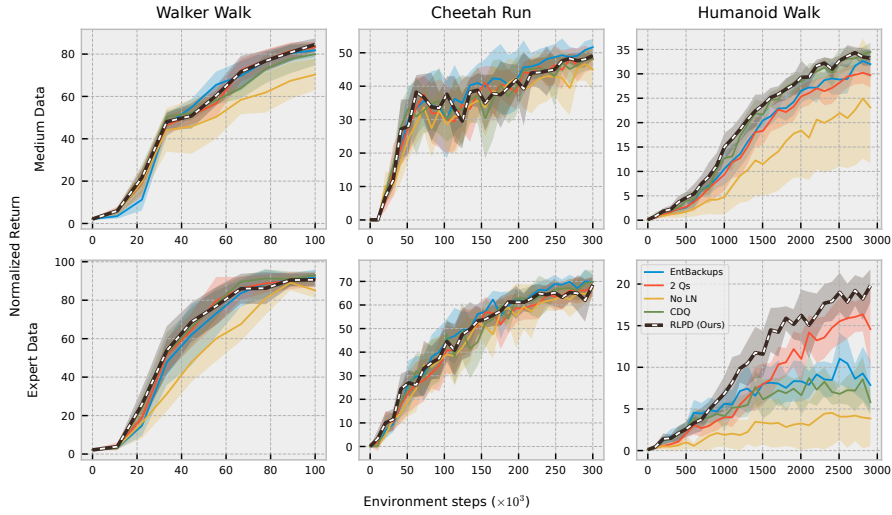 Walker Walk
Cheetah Run
Humanoid Walk
Normalized Return
Medium Data
80
60
40
20
0
0 20 40 60 80 100
50
40
30
20
10
0
0 50 100 150 200 250 300
35
30
25
20
15
10
5
0
0 500 1000 1500 2000 2500 3000
Expert Data
100
80
60
40
20
0
0 20 40 60 80 100
70
60
50
40
30
20
10
0
0 50 100 150 200 250 300
20
15
10
5
0
0 500 1000 1500 2000 2500 3000
EntBackups
2 Qs
No LN
CDQ
RLPD (Ours)
Environment steps (×10³)